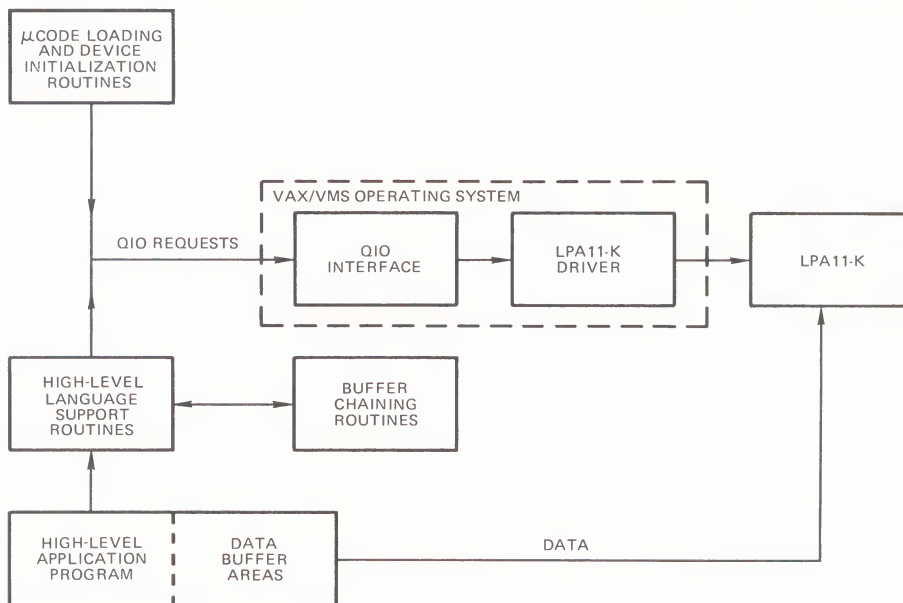 μCODE LOADING
AND DEVICE
INITIALIZATION
ROUTINES
VAX/VMS OPERATING SYSTEM
QIO REQUESTS
QIO
INTERFACE
LPA11-K
DRIVER
LPA11-K
HIGH-LEVEL
LANGUAGE
SUPPORT
ROUTINES
BUFFER
CHAINING
ROUTINES
HIGH-LEVEL
APPLICATION
PROGRAM
DATA
BUFFER
AREAS
DATA